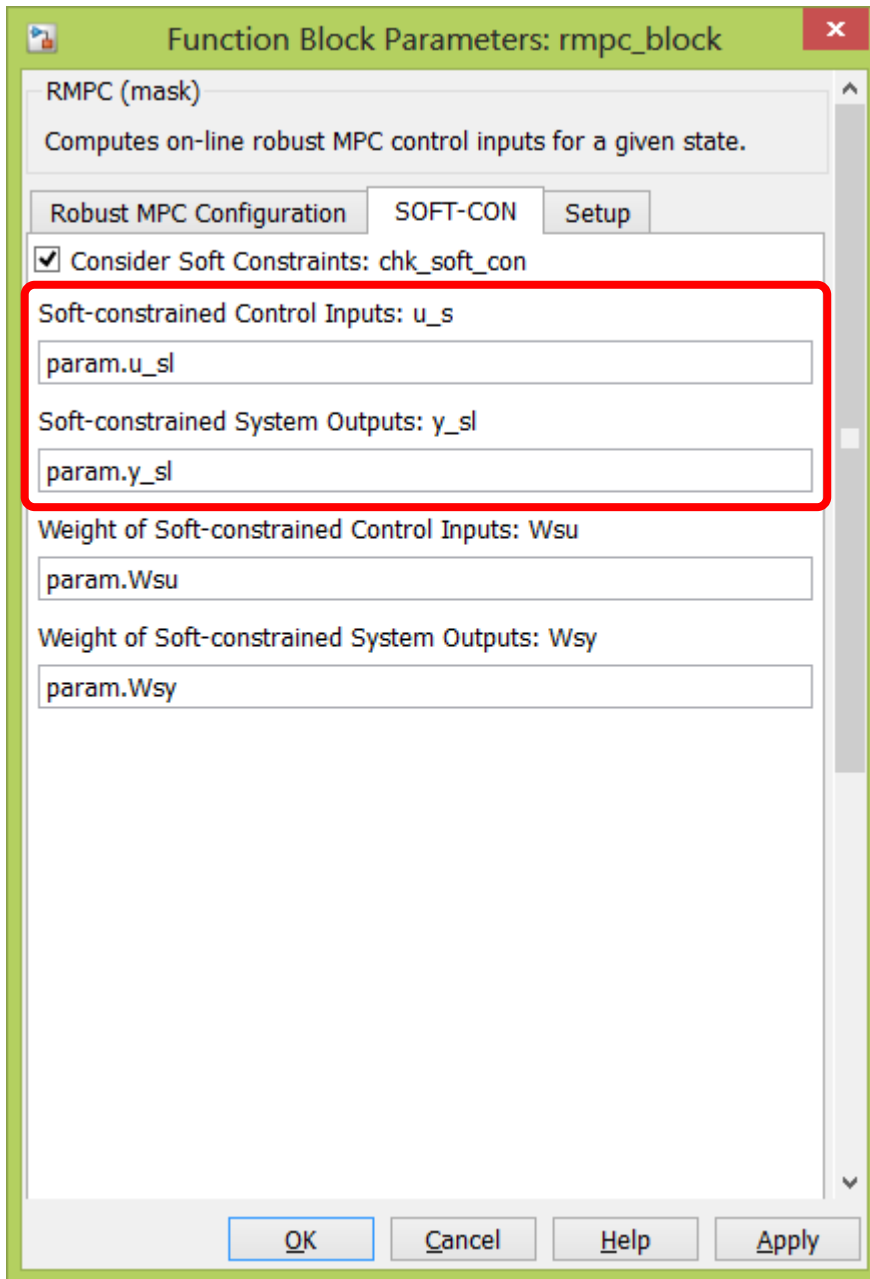 Function Block Parameters: rmpc_block
x
RMPC (mask)
Computes on-line robust MPC control inputs for a given state.
Robust MPC Configuration SOFT-CON Setup
Consider Soft Constraints: chk_soft_con
Soft-constrained Control Inputs: u_s
param.u_sl
Soft-constrained System Outputs: y_sl
param.y_sl
Weight of Soft-constrained Control Inputs: Wsu
param.Wsu
Weight of Soft-constrained System Outputs: Wsy
param.Wsy
OK Cancel Help Apply